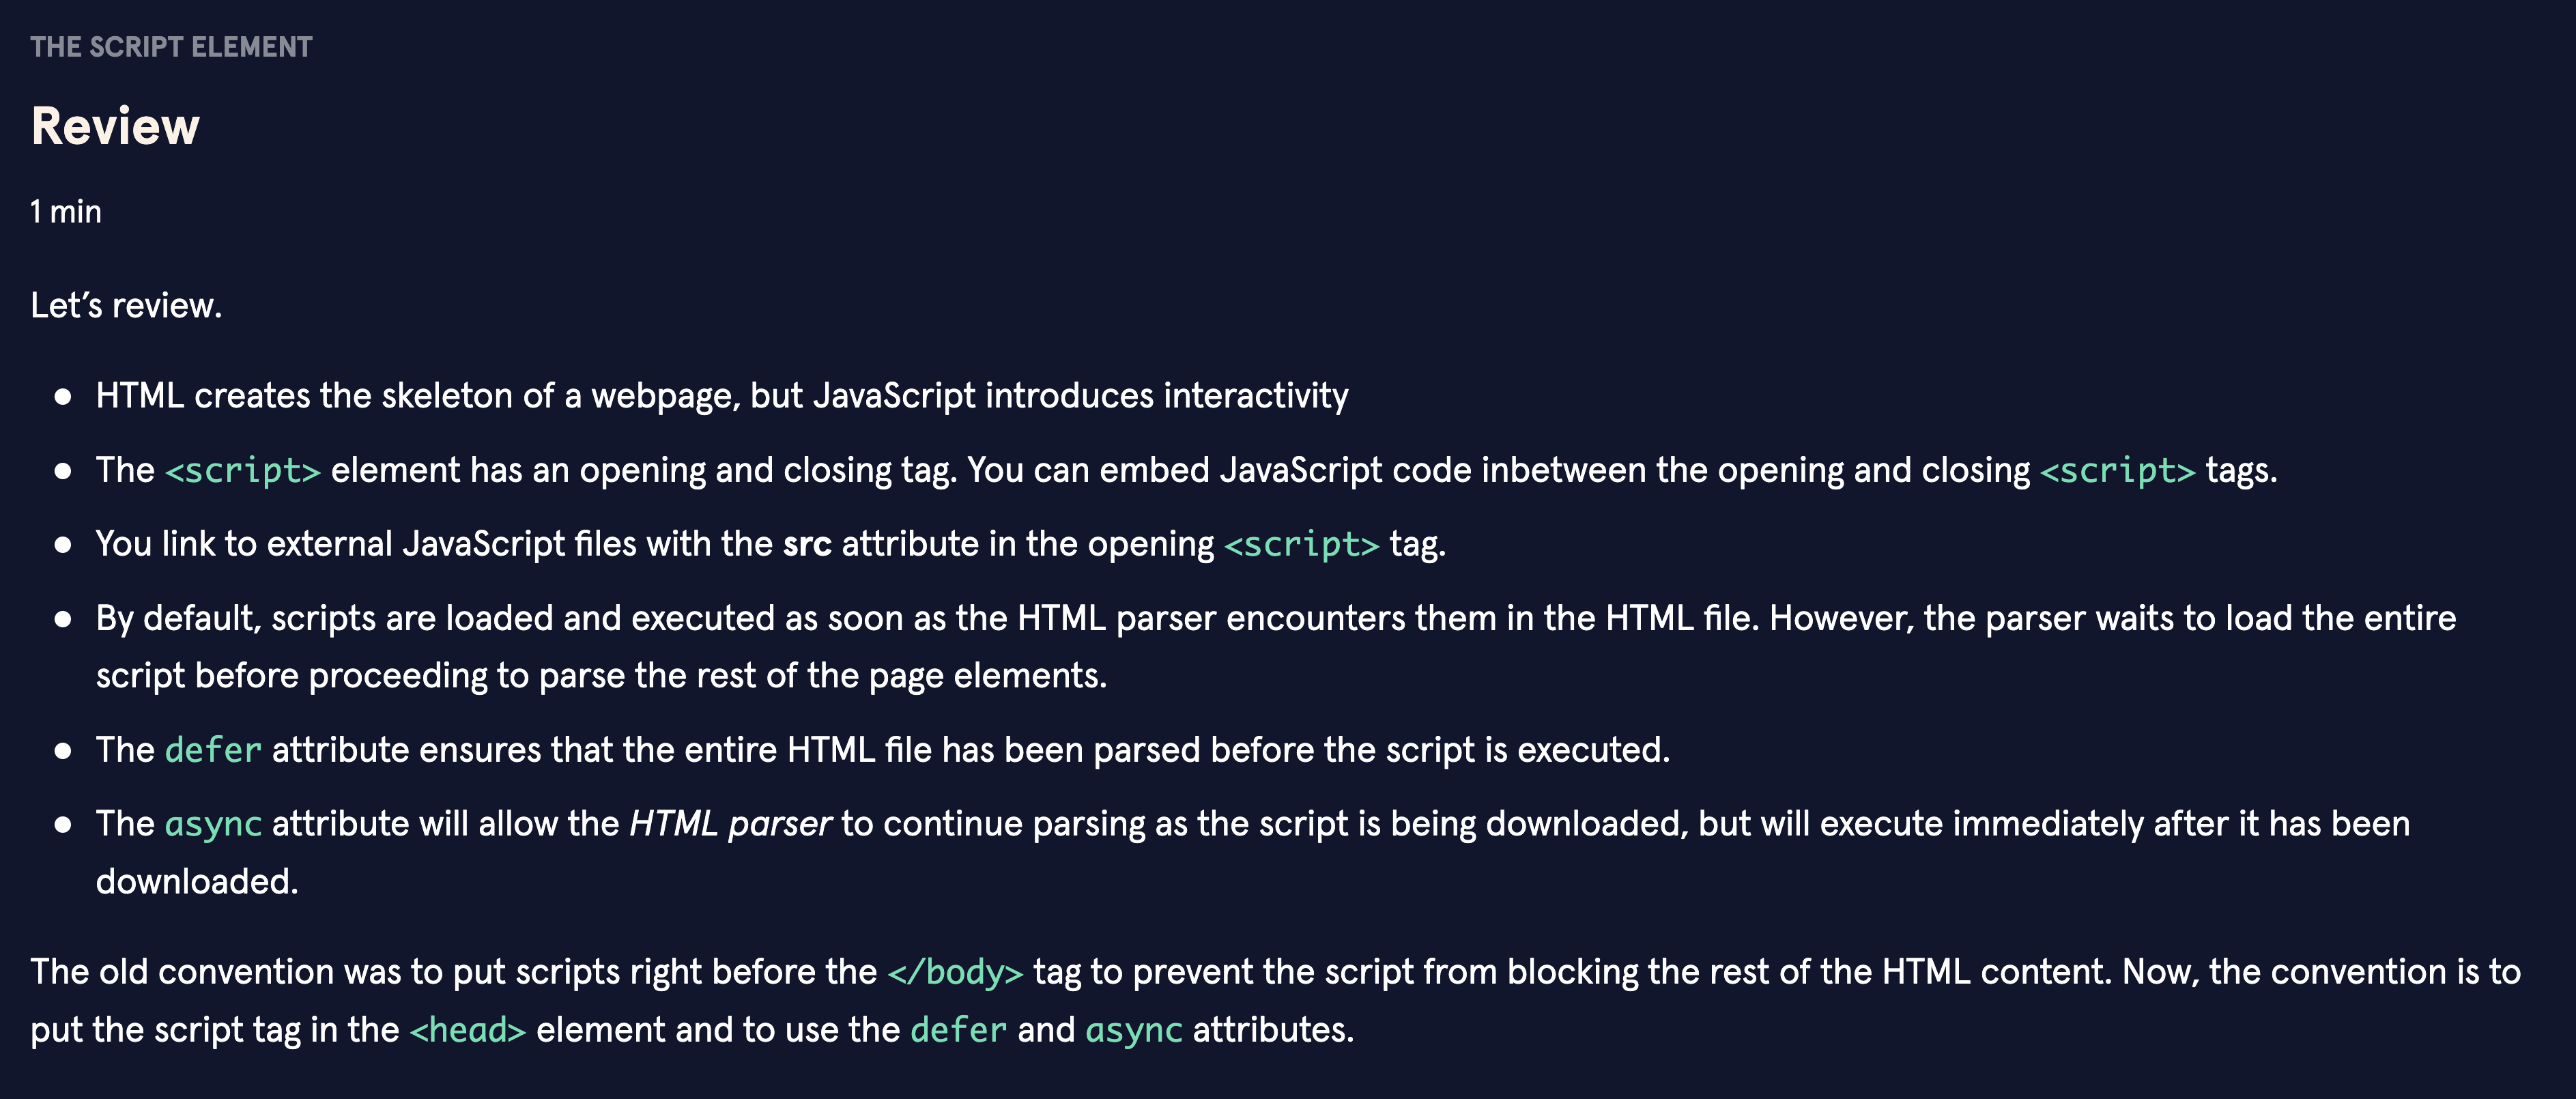 THE SCRIPT ELEMENT
Review
1 min
Let’s review.
● HTML creates the skeleton of a webpage, but JavaScript introduces interactivity
● The <script> element has an opening and closing tag. You can embed JavaScript code inbetween the opening and closing <script> tags.
● You link to external JavaScript files with the src attribute in the opening <script> tag.
● By default, scripts are loaded and executed as soon as the HTML parser encounters them in the HTML file. However, the parser waits to load the entire
script before proceeding to parse the rest of the page elements.
● The defer attribute ensures that the entire HTML file has been parsed before the script is executed.
● The async attribute will allow the HTML parser to continue parsing as the script is being downloaded, but will execute immediately after it has been
downloaded.
The old convention was to put scripts right before the </body> tag to prevent the script from blocking the rest of the HTML content. Now, the convention is to
put the script tag in the <head> element and to use the defer and async attributes.